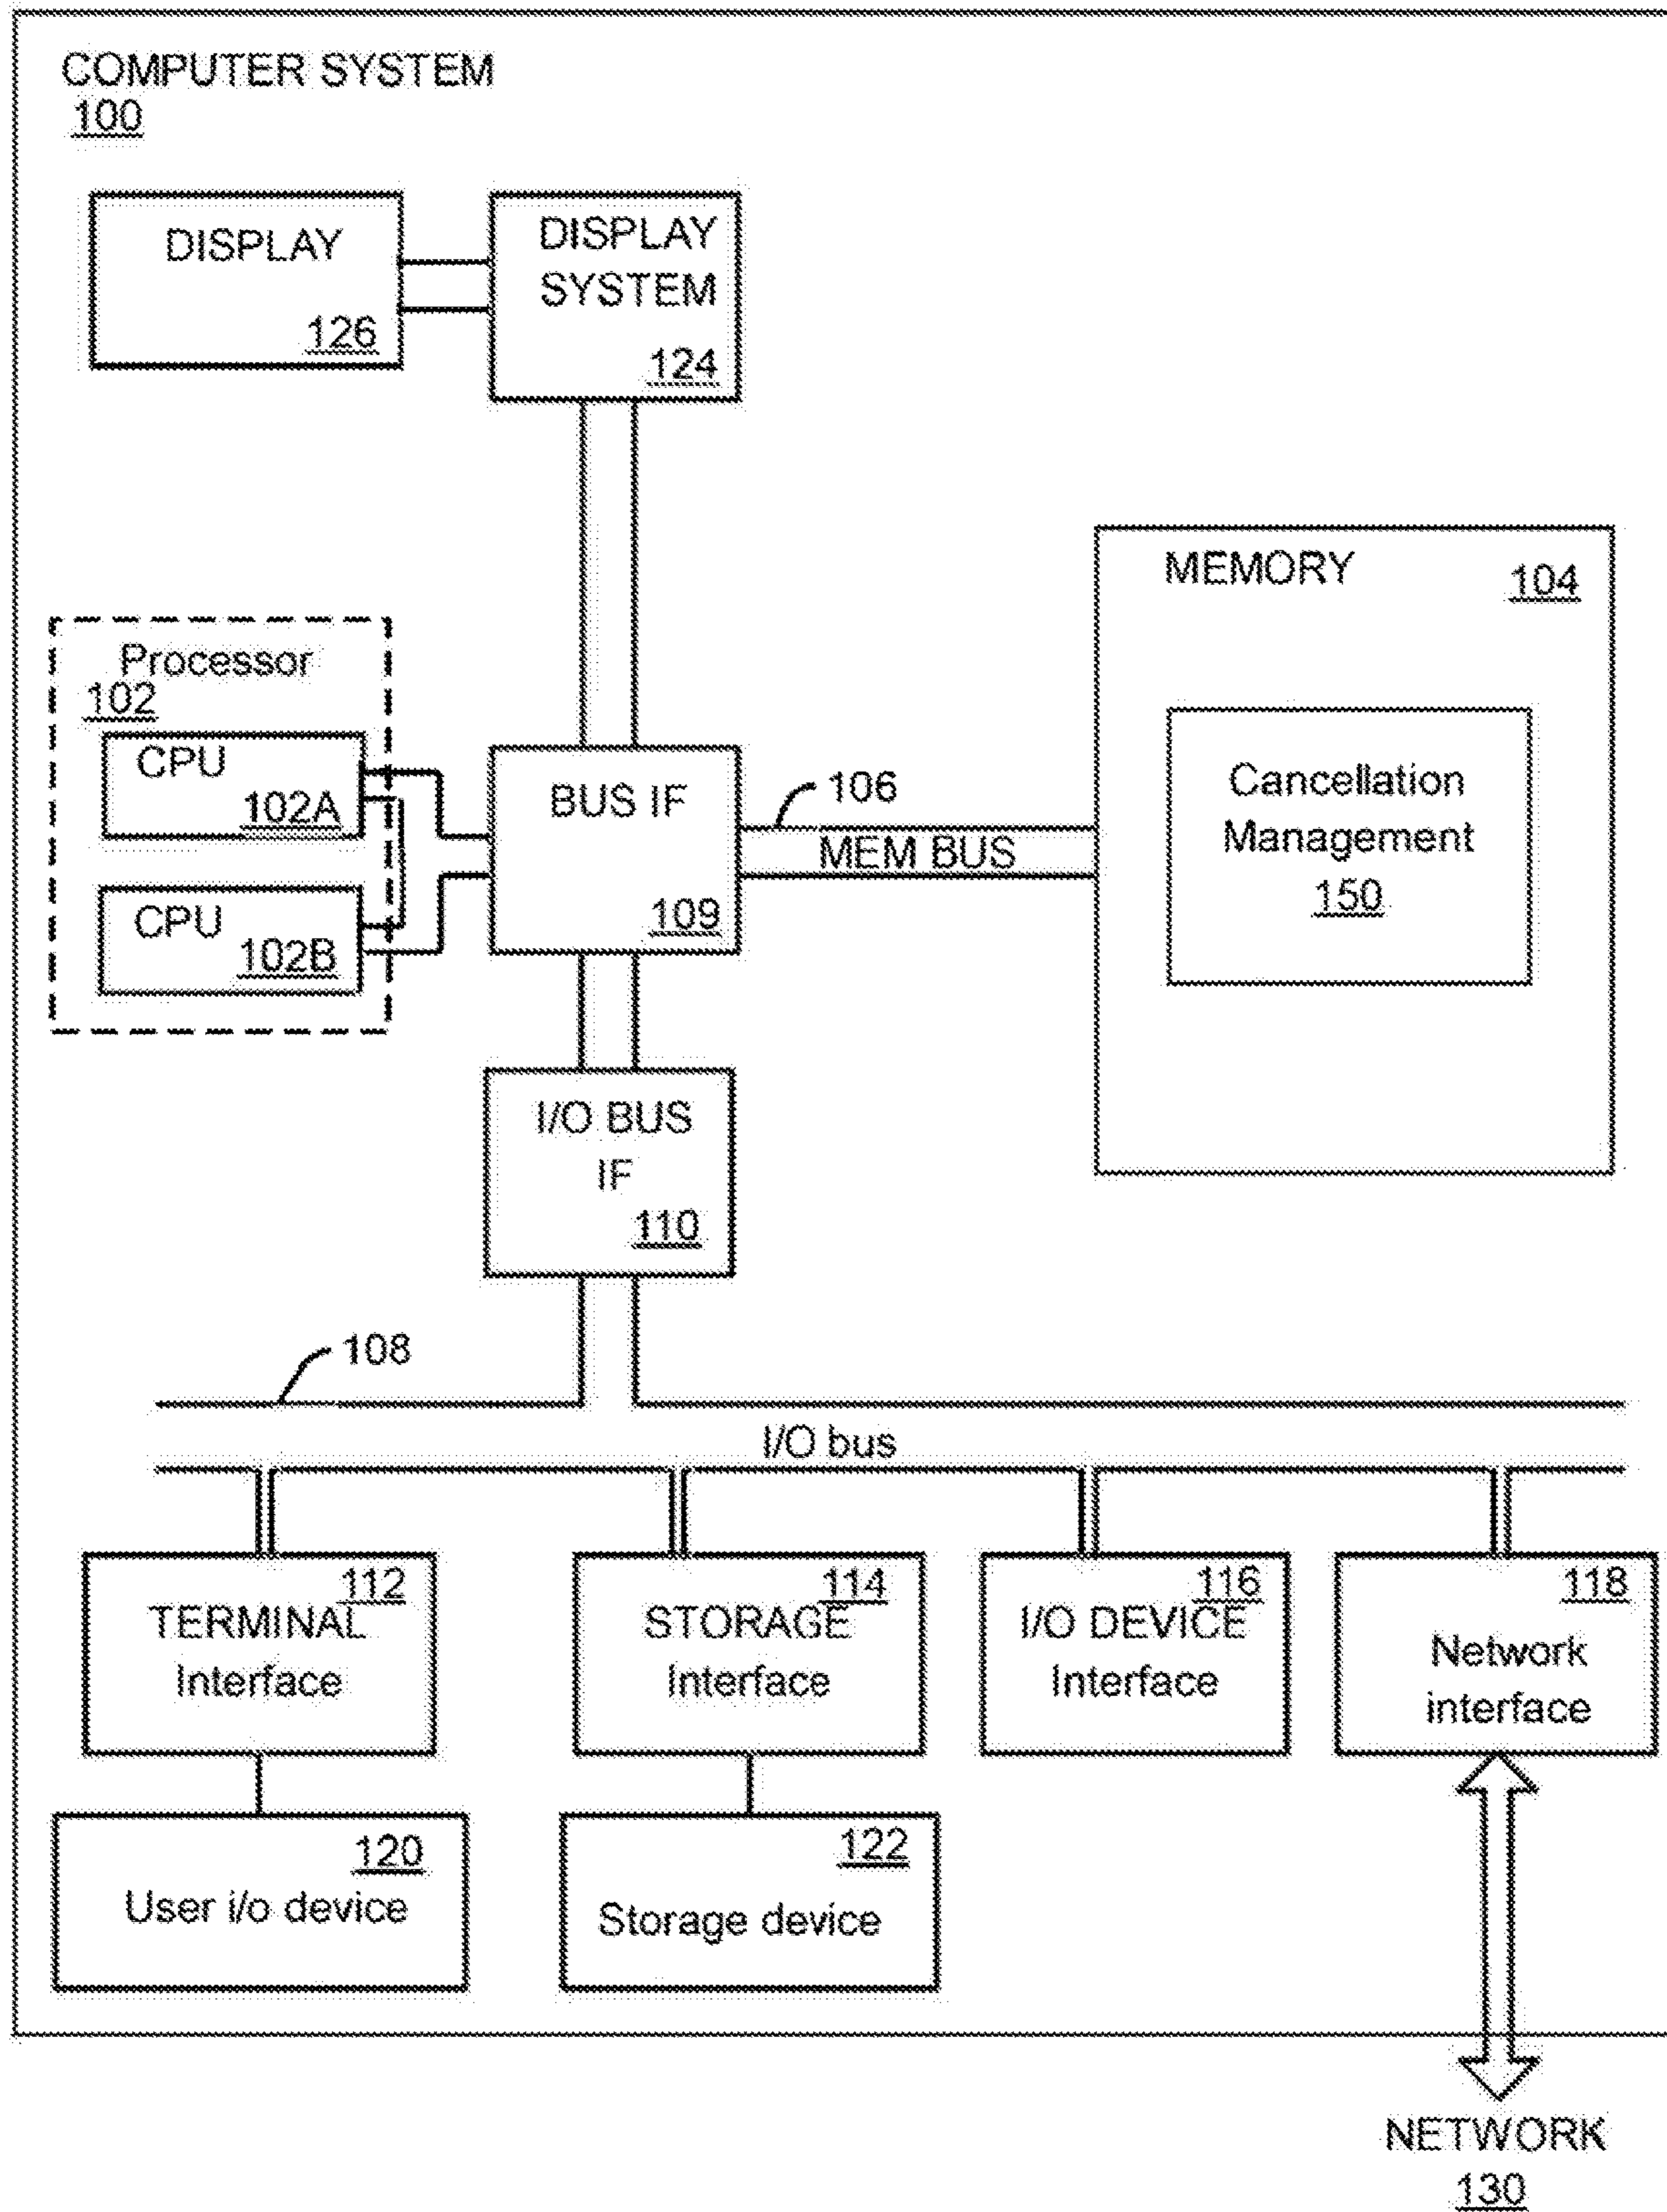 COMPUTER SYSTEM
100
DISPLAY
126
DISPLAY
SYSTEM
124
MEMORY
104
Cancellation
Management
150
Processor
102
CPU
102A
CPU
102B
BUS IF
109
106
MEM BUS
I/O BUS
IF
110
108
I/O bus
112
TERMINAL
Interface
114
STORAGE
Interface
116
I/O DEVICE
Interface
118
Network
interface
120
User i/o device
122
Storage device
NETWORK
130